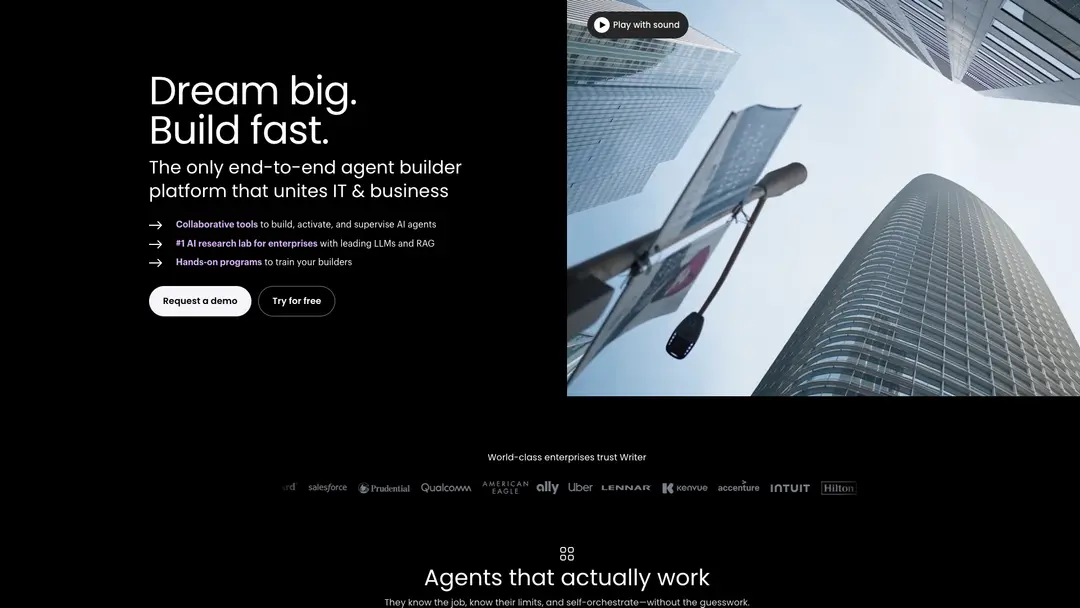 Play with sound
Dream big.
Build fast.
The only end-to-end agent builder
platform that unites IT & business
Collaborative tools to build, activate, and supervise AI agents
#1 AI research lab for enterprises with leading LLMs and RAG
Hands-on programs to train your builders
Request a demo
Try for free
World-class enterprises trust Writer
salesforce
Prudential
Qualcomm
AMERICAN
EAGLE
ally
Uber
LENNAR
kenvue
accenture
INTUIT
Hilton
Agents that actually work
They know the job, know their limits, and self-orchestrate—without the guesswork.